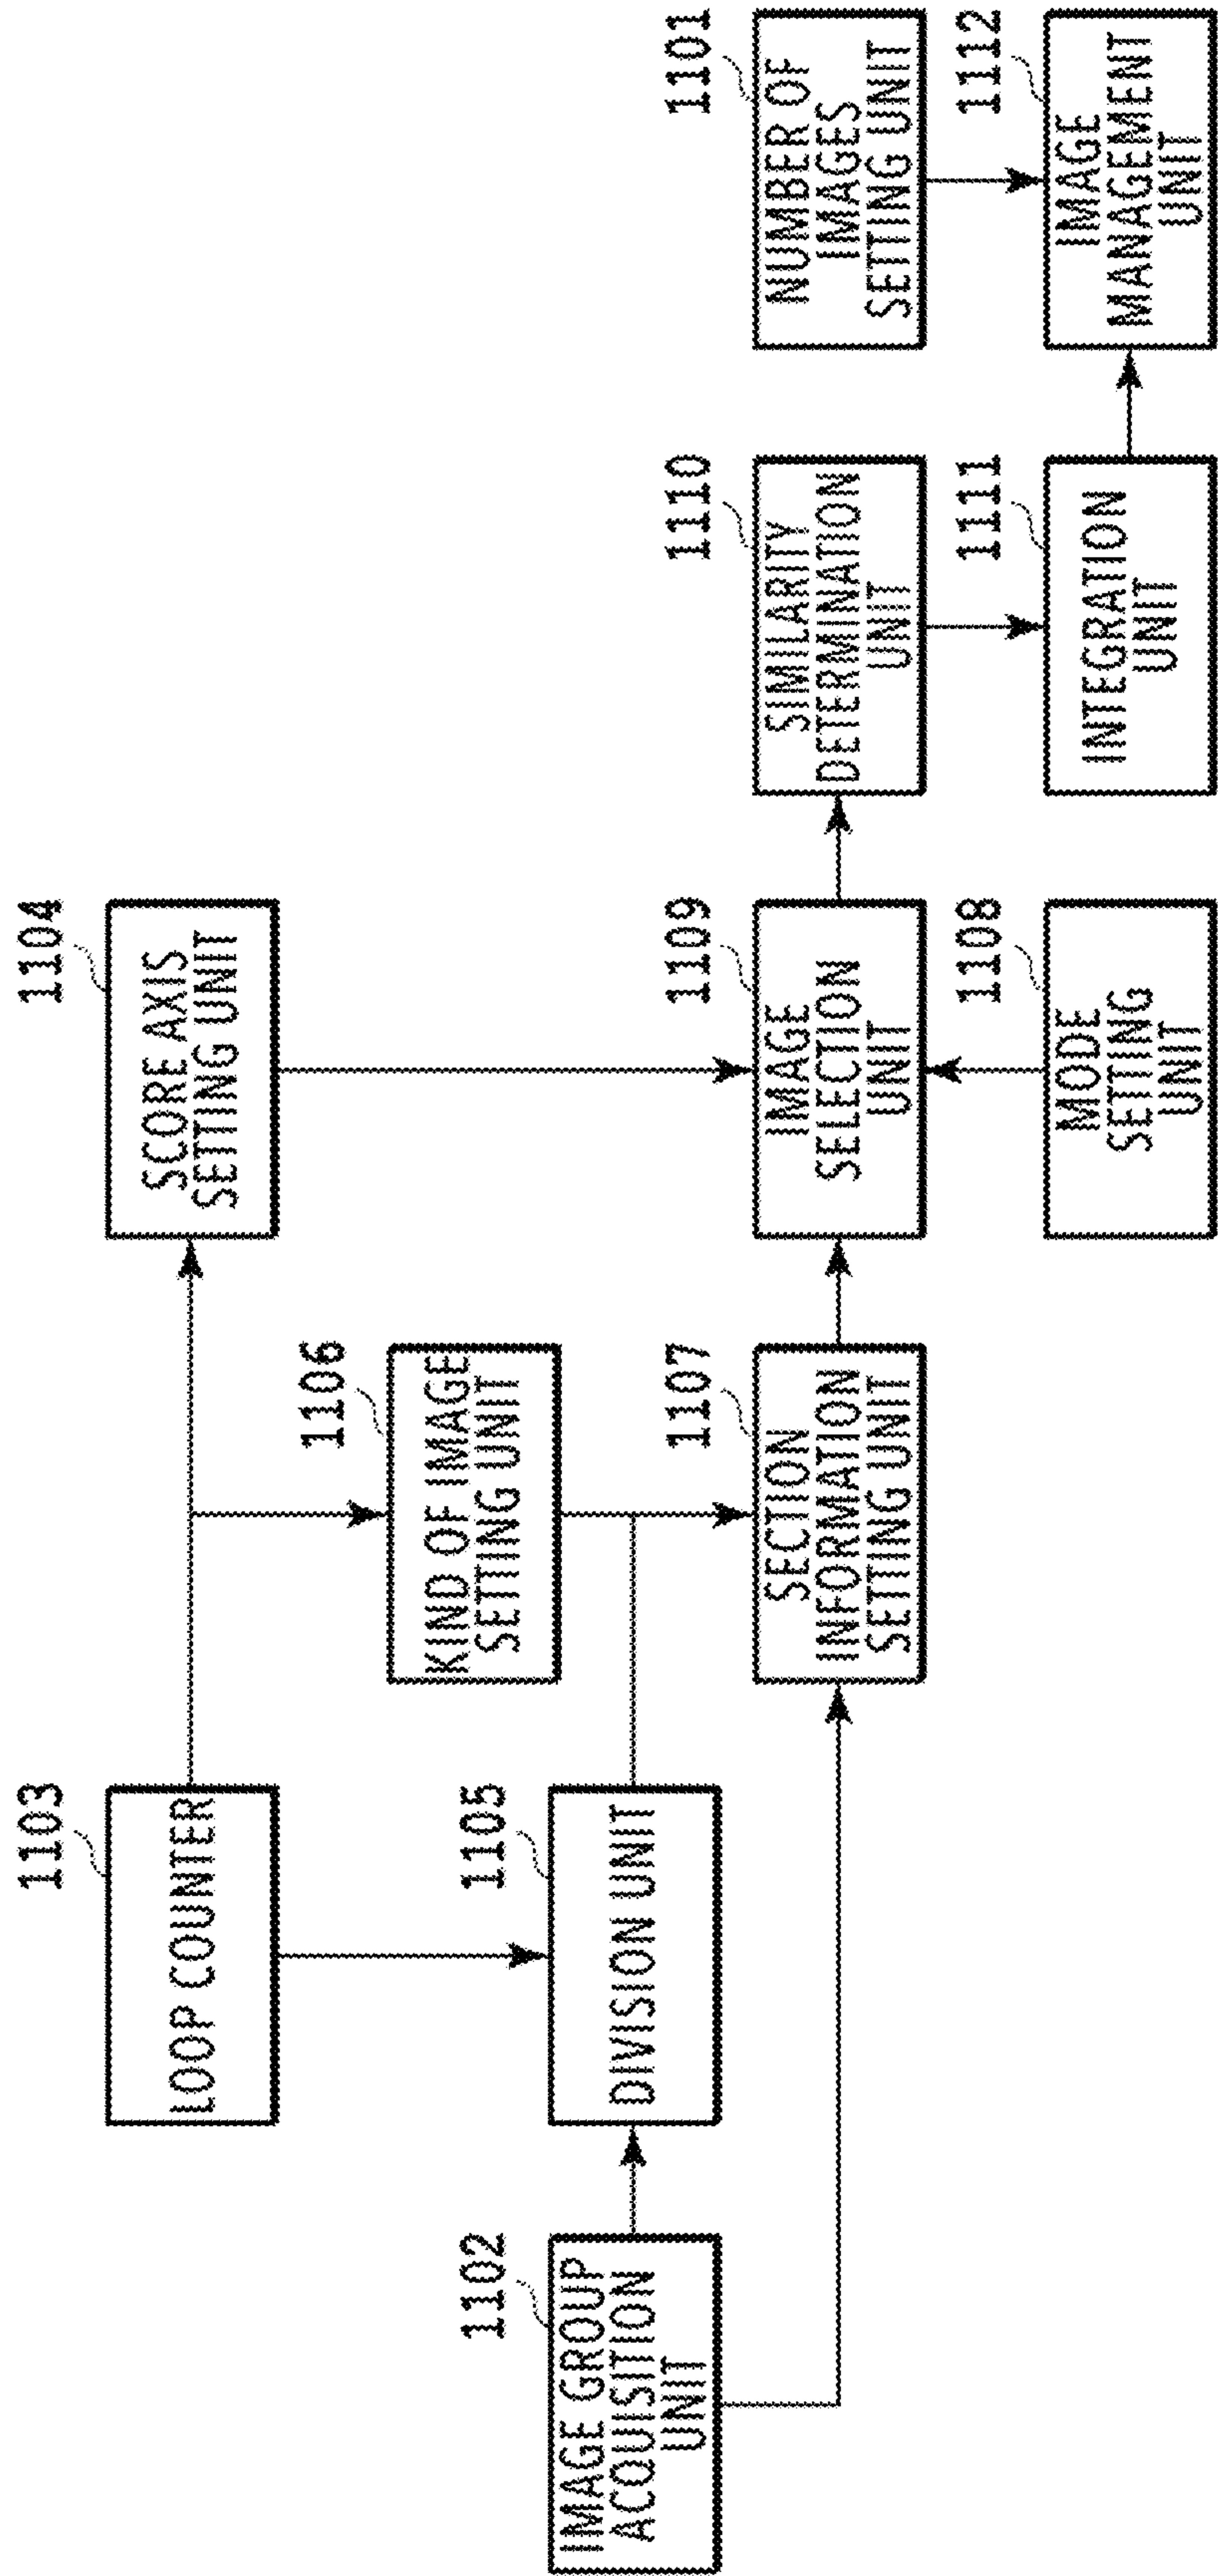 1103
LOOP COUNTER
1104
SCORE AXIS
SETTING UNIT
1106
KIND OF IMAGE
SETTING UNIT
1102
IMAGE GROUP
ACQUISITION
UNIT
1105
DIVISION UNIT
1107
SECTION
INFORMATION
SETTING UNIT
1109
IMAGE
SELECTION
UNIT
1110
SIMILARITY
DETERMINATION
UNIT
1101
NUMBER OF
IMAGES
SETTING UNIT
1108
MODE
SETTING
UNIT
1111
INTEGRATION
UNIT
1112
IMAGE
MANAGEMENT
UNIT